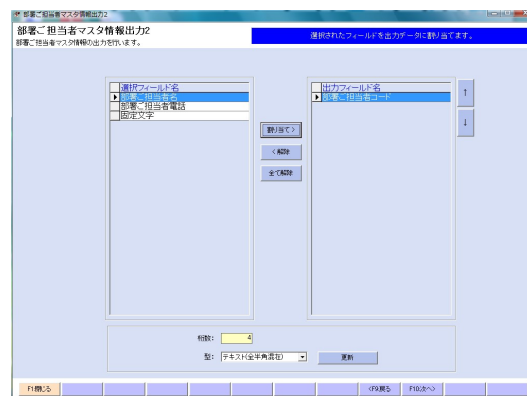 部署ご担当者マスタ情報出力2
部署ご担当者マスタ情報出力2
部署ご担当者マスタ情報の出力を行います。
選択されたフィールドを出力データに割り当てます。
選択フィールド名
部署ご担当者名
部署ご担当者電話
固定文字
出力フィールド名
部署ご担当者コード
↑
↓
割り当て>
<解除
全て解除
桁数: 4
型: テキスト(全半角混在)
更新
F1:閉じる
<F9:戻る
F10:次へ>